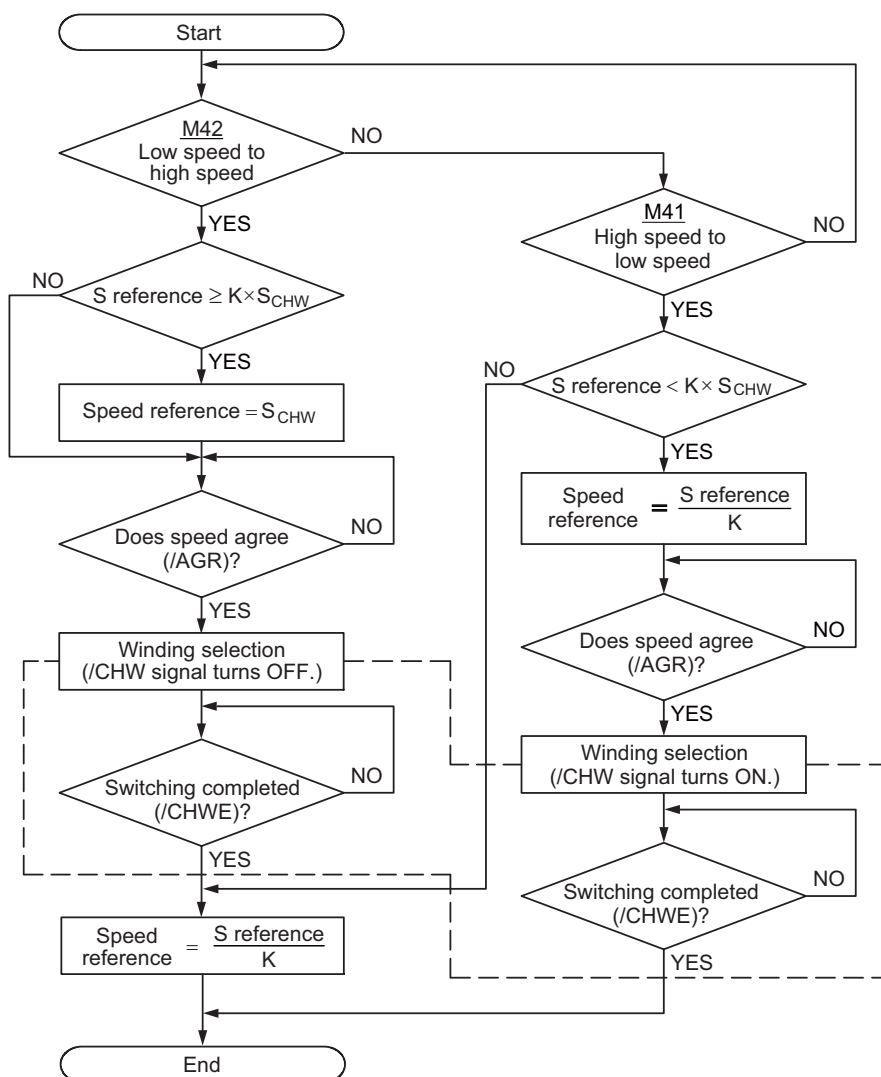 Start
M42
Low speed to
high speed
NO
YES
M41
High speed to
low speed
NO
YES
NO
S reference ≥ K×SCHW
YES
Speed reference = SCHW
NO
S reference < K× SCHW
YES
Speed
reference = S reference
K
Does speed agree
(/AGR)?
NO
YES
Does speed agree
(/AGR)?
NO
YES
Winding selection
(/CHW signal turns OFF.)
Winding selection
(/CHW signal turns ON.)
Switching completed
(/CHWE)?
NO
YES
Switching completed
(/CHWE)?
NO
YES
Speed
reference = S reference
K
End